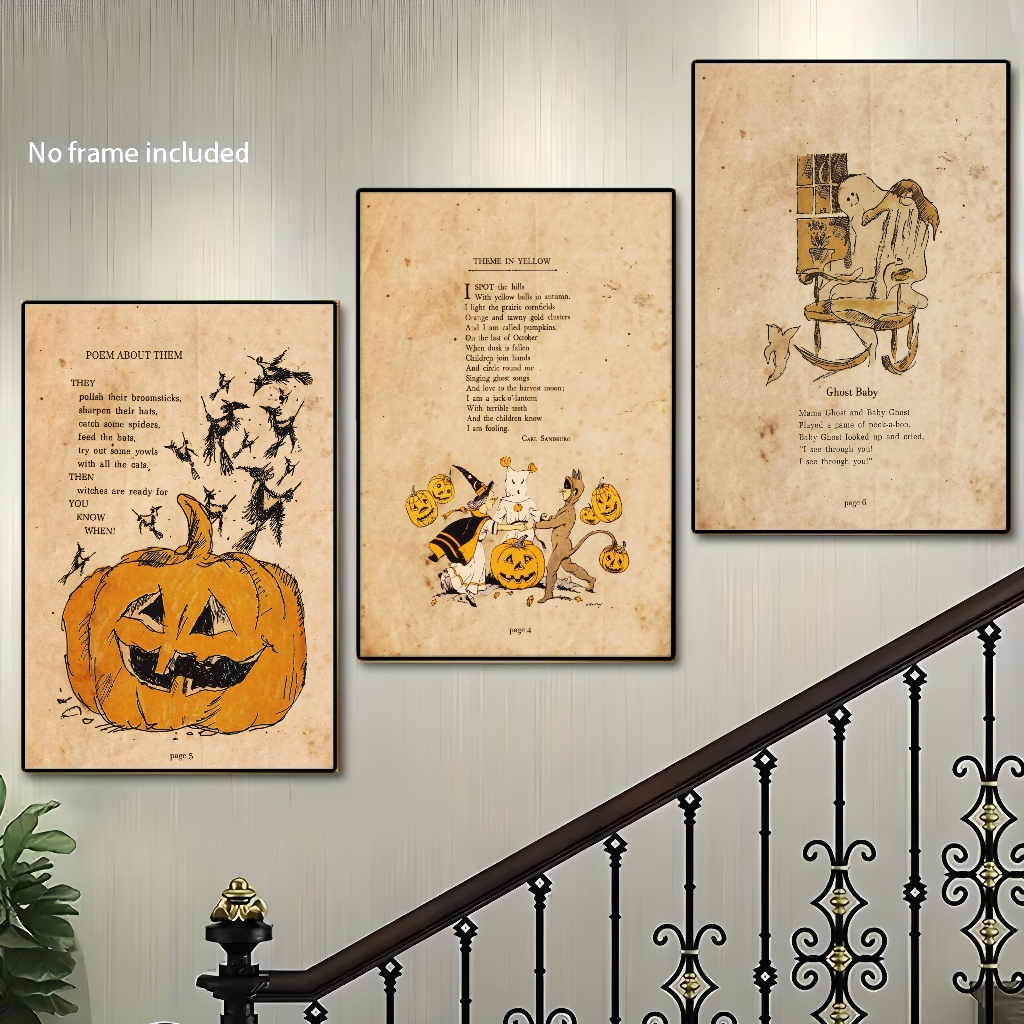 No frame included
POEM ABOUT THEM
THEY
polish their broomsticks,
sharpen their hats,
catch some spiders,
feed the bats,
try out some yowls
with all the cats,
THEN
witches are ready for
YOU
KNOW
WHEN!
page 5
THEME IN YELLOW
I SPOT the hills
With yellow balls in autumn.
I light the prairie cornfields
Orange and tawny gold clusters
And I am called pumpkins.
On the last of October
When dusk is fallen
Children join hands
And circle round me
Singing ghost songs
And love to the harvest moon;
I am a jack-o'-lantern
With terrible teeth
And the children know
I am fooling.
CARL SANDBURG
page 4
Ghost Baby
Mama Ghost and Baby Ghost
Played a game of peek-a-boo.
Baby Ghost looked up and cried,
"I see through you!
I see through you!"
page 6